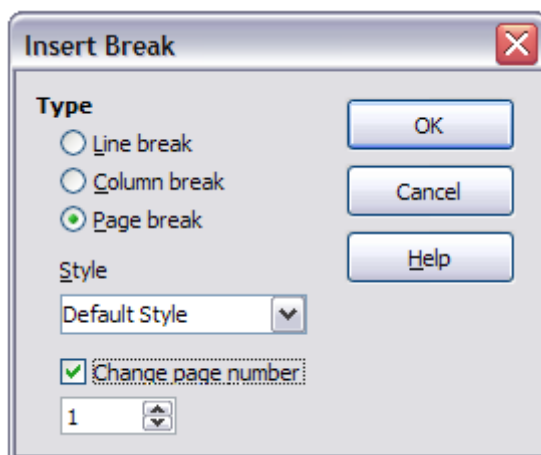 Insert Break
Type
Line break
Column break
Page break
Style
Default Style
Change page number
1
OK
Cancel
Help